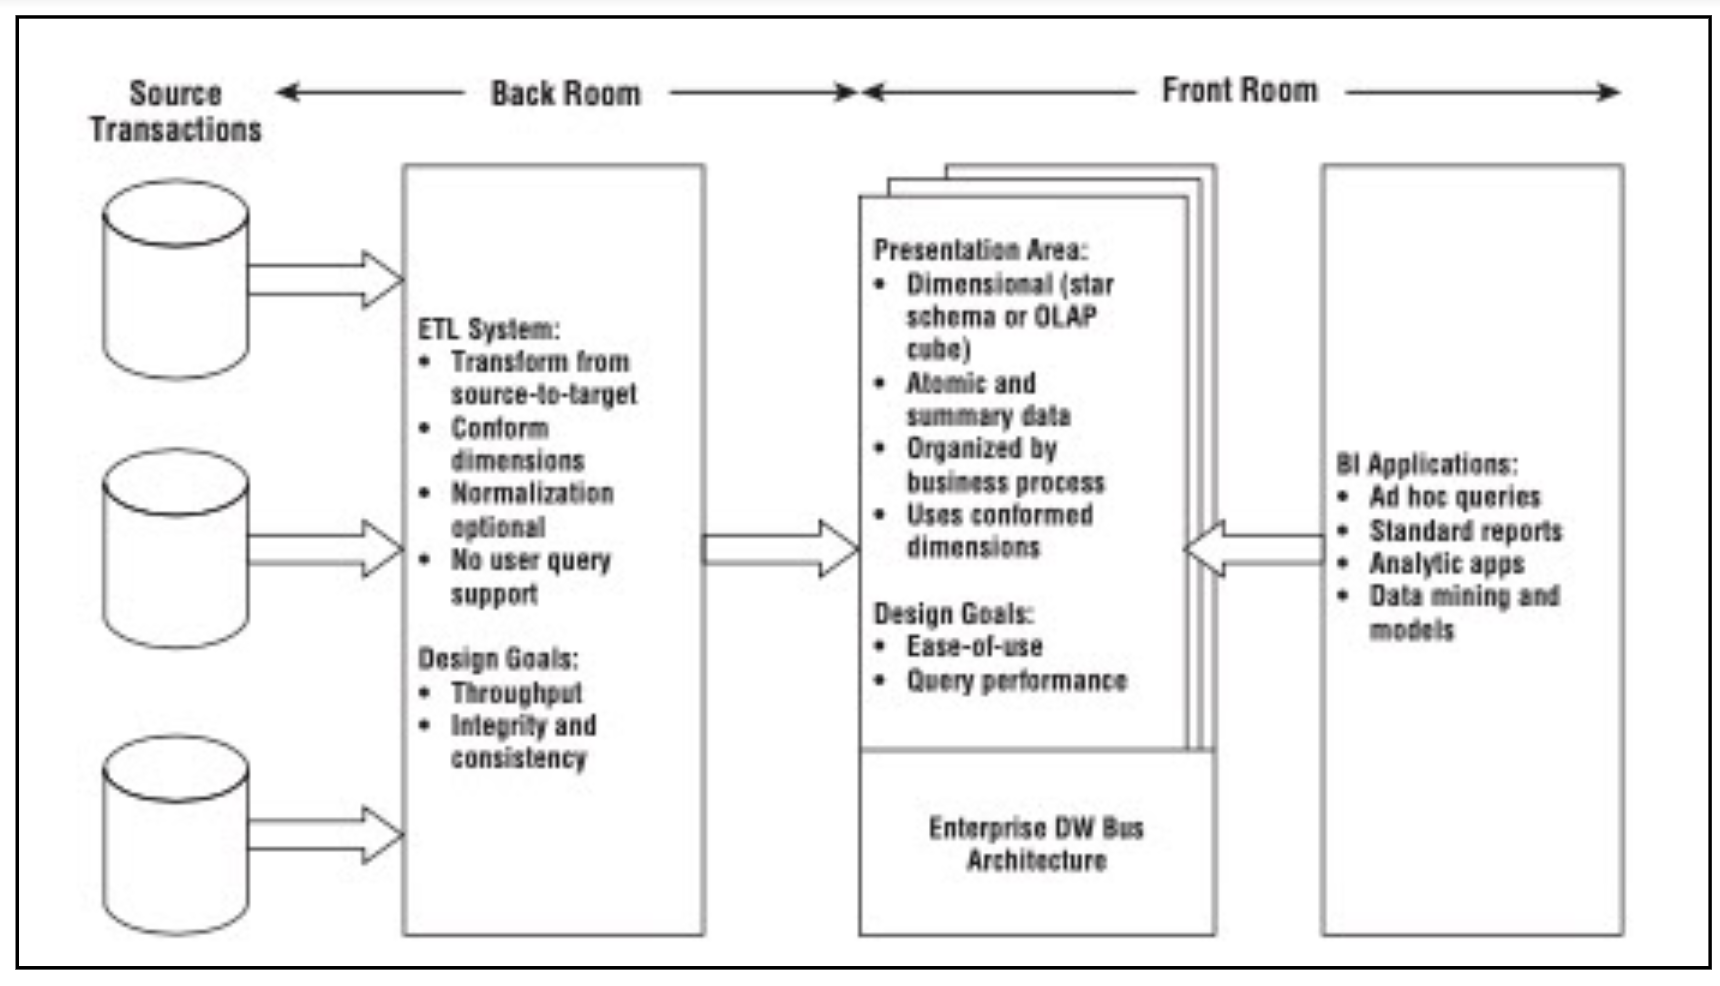 Source
Transactions
Back Room
Front Room
ETL System:
• Transform from
source-to-target
• Conform
dimensions
• Normalization
optional
• No user query
support
Design Goals:
• Throughput
• Integrity and
consistency
Presentation Area:
• Dimensional (star
schema or OLAP
cube)
• Atomic and
summary data
• Organized by
business process
• Uses conformed
dimensions
Design Goals:
• Ease-of-use
• Query performance
Enterprise DW Bus
Architecture
BI Applications:
• Ad hoc queries
• Standard reports
• Analytic apps
• Data mining and
models